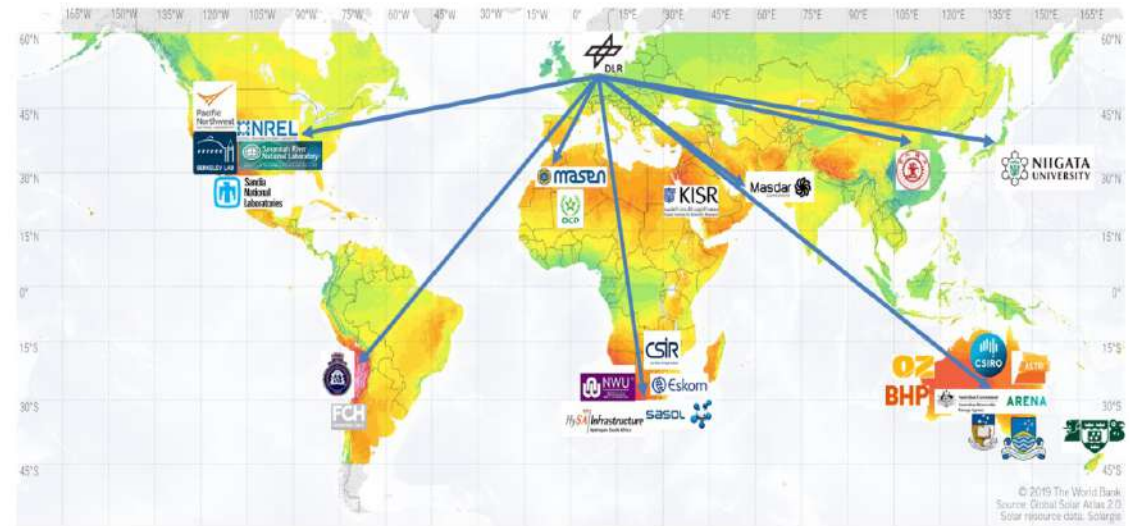 165°W 150°W 135°W 120°W 105°W 90°W 75°W 60°W 45°W 30°W 15°W 0° 15°E 30°E 45°E 60°E 75°E 90°E 105°E 120°E 135°E 150°E 165°E
60°N 60°N
DLR
45°N 45°N
Pacific
Northwest
NREL
BERKELEY LAB
Savannah River
National Laboratory
Sandia
National
Laboratories
masen
OCP
KISR
Masdar
NIIGATA
UNIVERSITY
30°N 30°N
15°N 15°N
0° 0°
15°S 15°S
FCH
CSIR
NWU
Eskom
HySA Infrastructure
sasol
OZ
BHP
CSIRO
ASTRI
Australian Government
ARENA
30°S 30°S
45°S 45°S
© 2019 The World Bank
Source: Global Solar Atlas 2.0
Solar resource data: Solargis